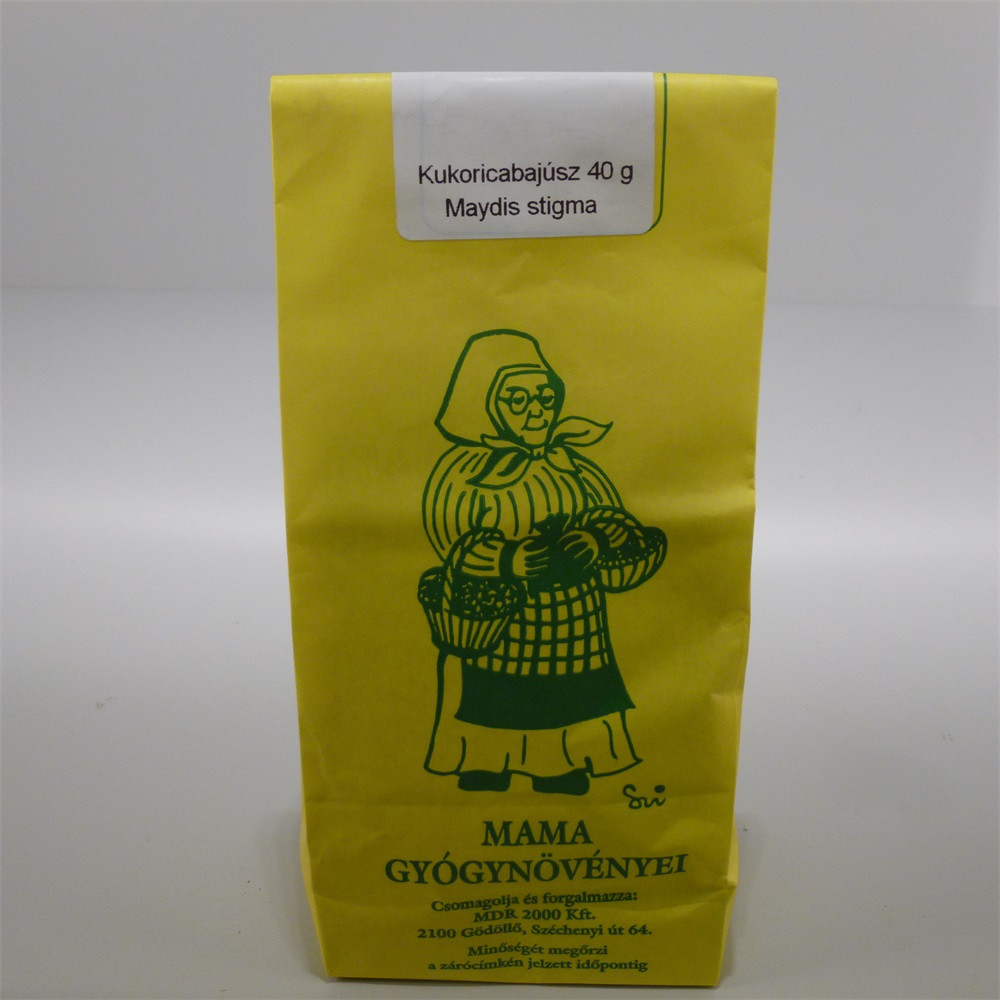 Kukoricabajúsz 40 g
Maydis stigma
Szi
MAMA
GYÓGYNÖVÉNYEI
Csomagolja és forgalmazza:
MDR 2000 Kft.
2100 Gödöllő, Széchenyi út 64.
Minőségét megőrzi
a zárócímkén jelzett időpontig